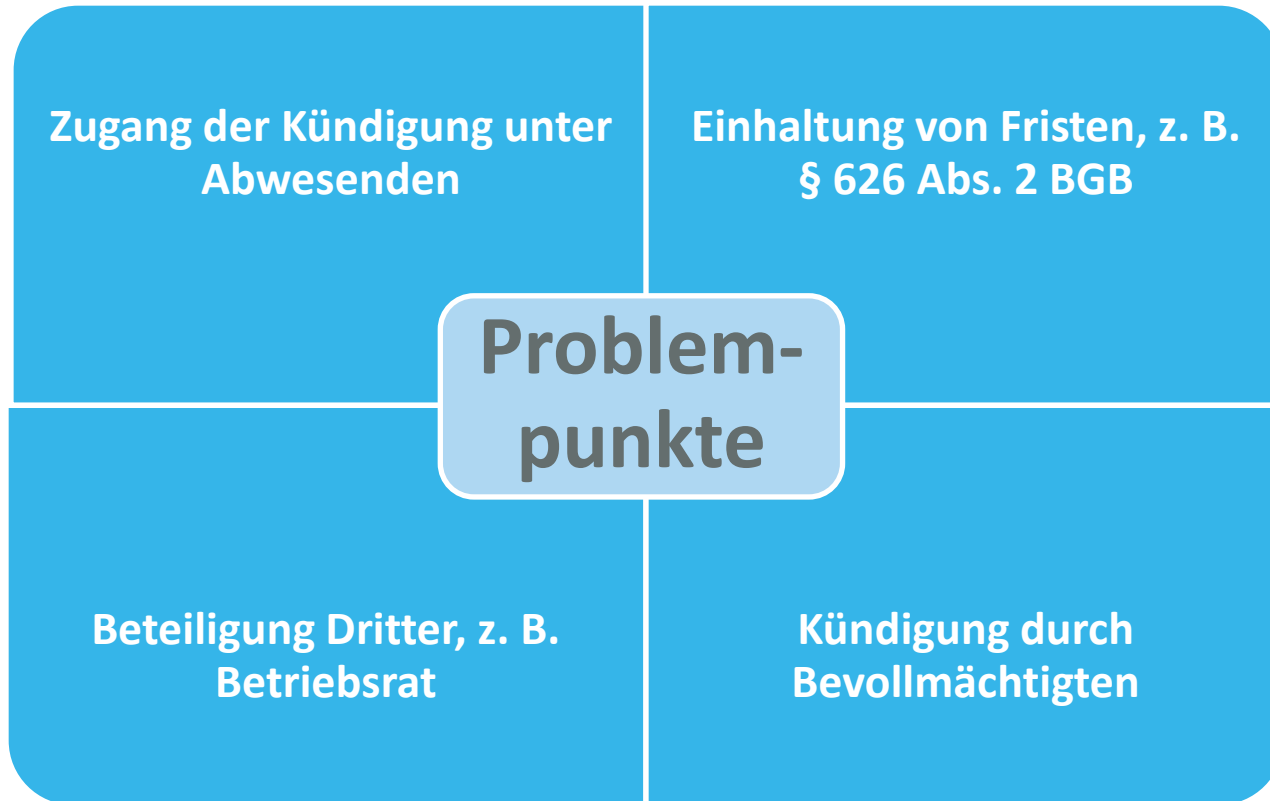 Zugang der Kündigung unter
Abwesenden
Einhaltung von Fristen, z. B.
§ 626 Abs. 2 BGB
Problem-
punkte
Beteiligung Dritter, z. B.
Betriebsrat
Kündigung durch
Bevollmächtigten